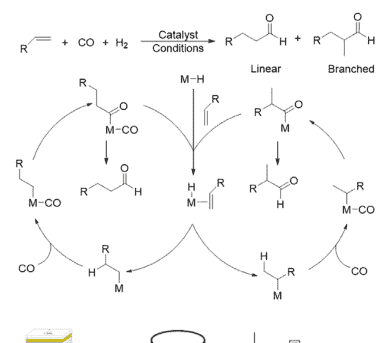 R + CO + H₂ Catalyst Conditions R O H + R O H
Linear Branched
M-H
R O M-CO
R
R O M
R M-CO
R O H
H R M
R O H
R M-CO
CO
H R M
H R M
CO